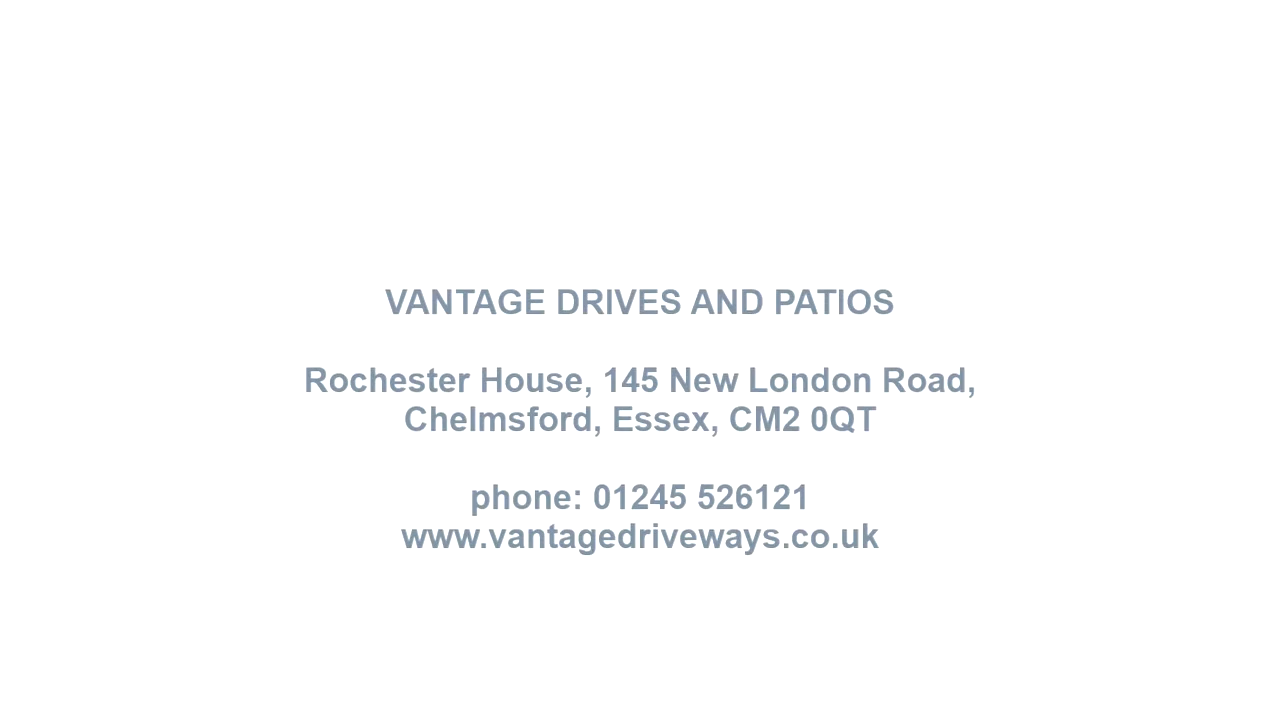 VANTAGE DRIVES AND PATIOS
Rochester House, 145 New London Road,
Chelmsford, Essex, CM2 0QT
phone: 01245 526121
www.vantagedriveways.co.uk